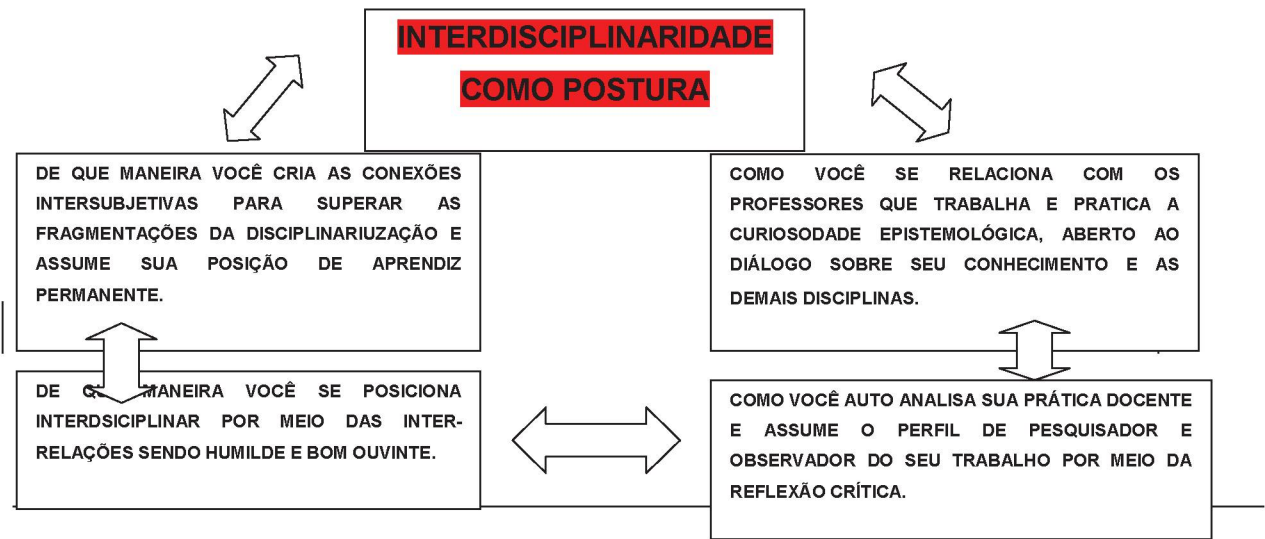 INTERDISCIPLINARIDADE
COMO POSTURA
DE QUE MANEIRA VOCÊ CRIA AS CONEXÕES
INTERSUBJETIVAS PARA SUPERAR AS
FRAGMENTAÇÕES DA DISCIPLINARIUZAÇÃO E
ASSUME SUA POSIÇÃO DE APRENDIZ
PERMANENTE.
COMO VOCÊ SE RELACIONA COM OS
PROFESSORES QUE TRABALHA E PRATICA A
CURIOSODADE EPISTEMOLÓGICA, ABERTO AO
DIÁLOGO SOBRE SEU CONHECIMENTO E AS
DEMAIS DISCIPLINAS.
DE QUE MANEIRA VOCÊ SE POSICIONA
INTERDSICIPLINAR POR MEIO DAS INTER-
RELAÇÕES SENDO HUMILDE E BOM OUVINTE.
COMO VOCÊ AUTO ANALISA SUA PRÁTICA DOCENTE
E ASSUME O PERFIL DE PESQUISADOR E
OBSERVADOR DO SEU TRABALHO POR MEIO DA
REFLEXÃO CRÍTICA.